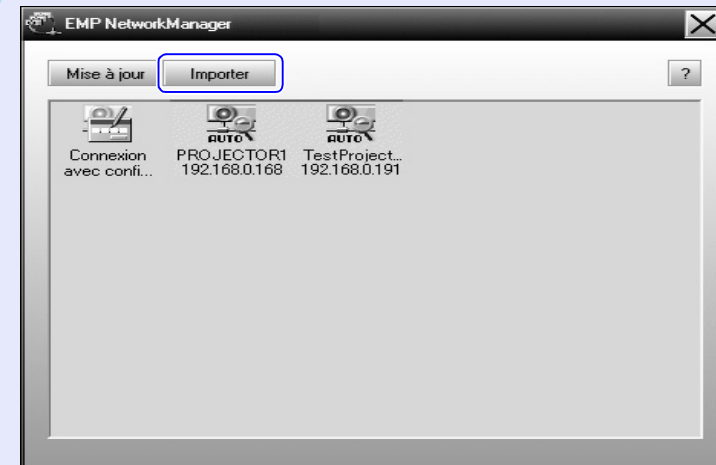 EMP NetworkManager
Mise à jour
Importer
?
AUTO
AUTO
Connexion
avec confi...
PROJECTOR1
192.168.0.168
TestProject...
192.168.0.191